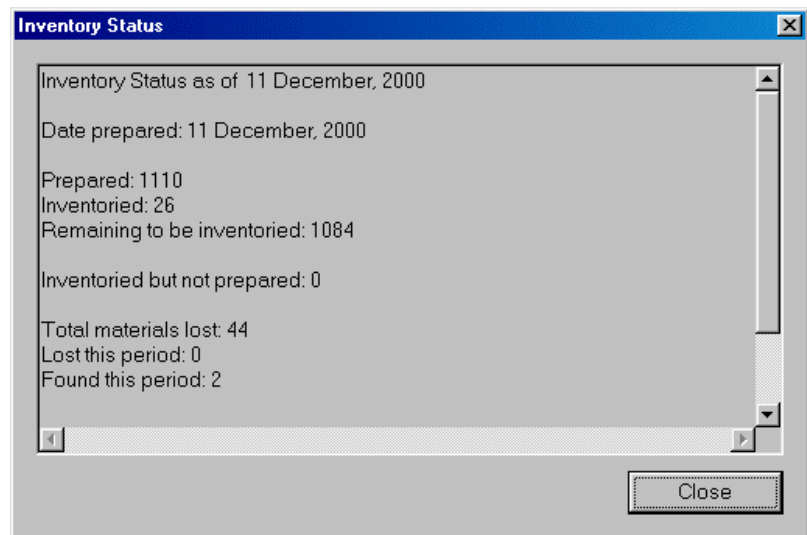 Inventory Status
Inventory Status as of 11 December, 2000
Date prepared: 11 December, 2000
Prepared: 1110
Inventoried: 26
Remaining to be inventoried: 1084
Inventoried but not prepared: 0
Total materials lost: 44
Lost this period: 0
Found this period: 2
Close